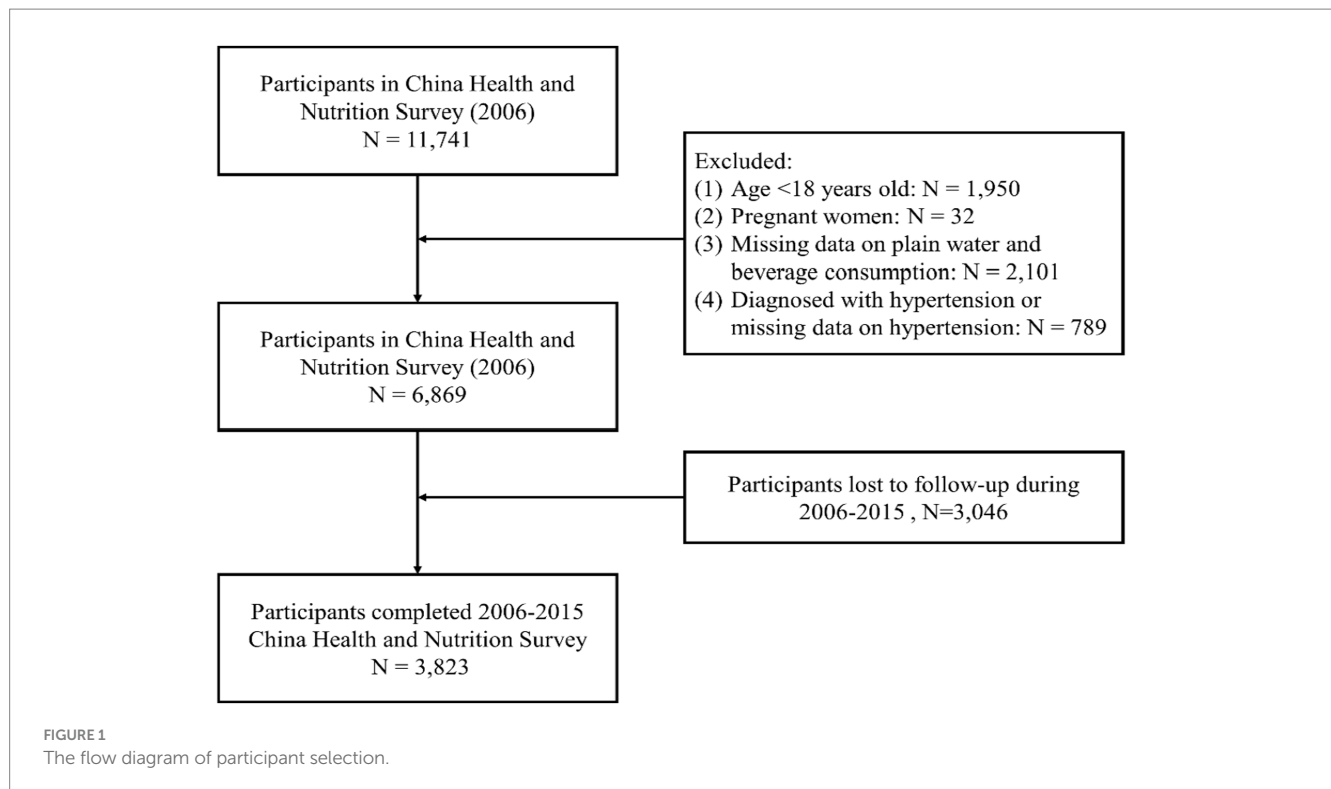 Participants in China Health and
Nutrition Survey (2006)
N = 11,741
Excluded:
(1) Age <18 years old: N = 1,950
(2) Pregnant women: N = 32
(3) Missing data on plain water and
beverage consumption: N = 2,101
(4) Diagnosed with hypertension or
missing data on hypertension: N = 789
Participants in China Health and
Nutrition Survey (2006)
N = 6,869
Participants lost to follow-up during
2006-2015 , N=3,046
Participants completed 2006-2015
China Health and Nutrition Survey
N = 3,823
FIGURE 1
The flow diagram of participant selection.